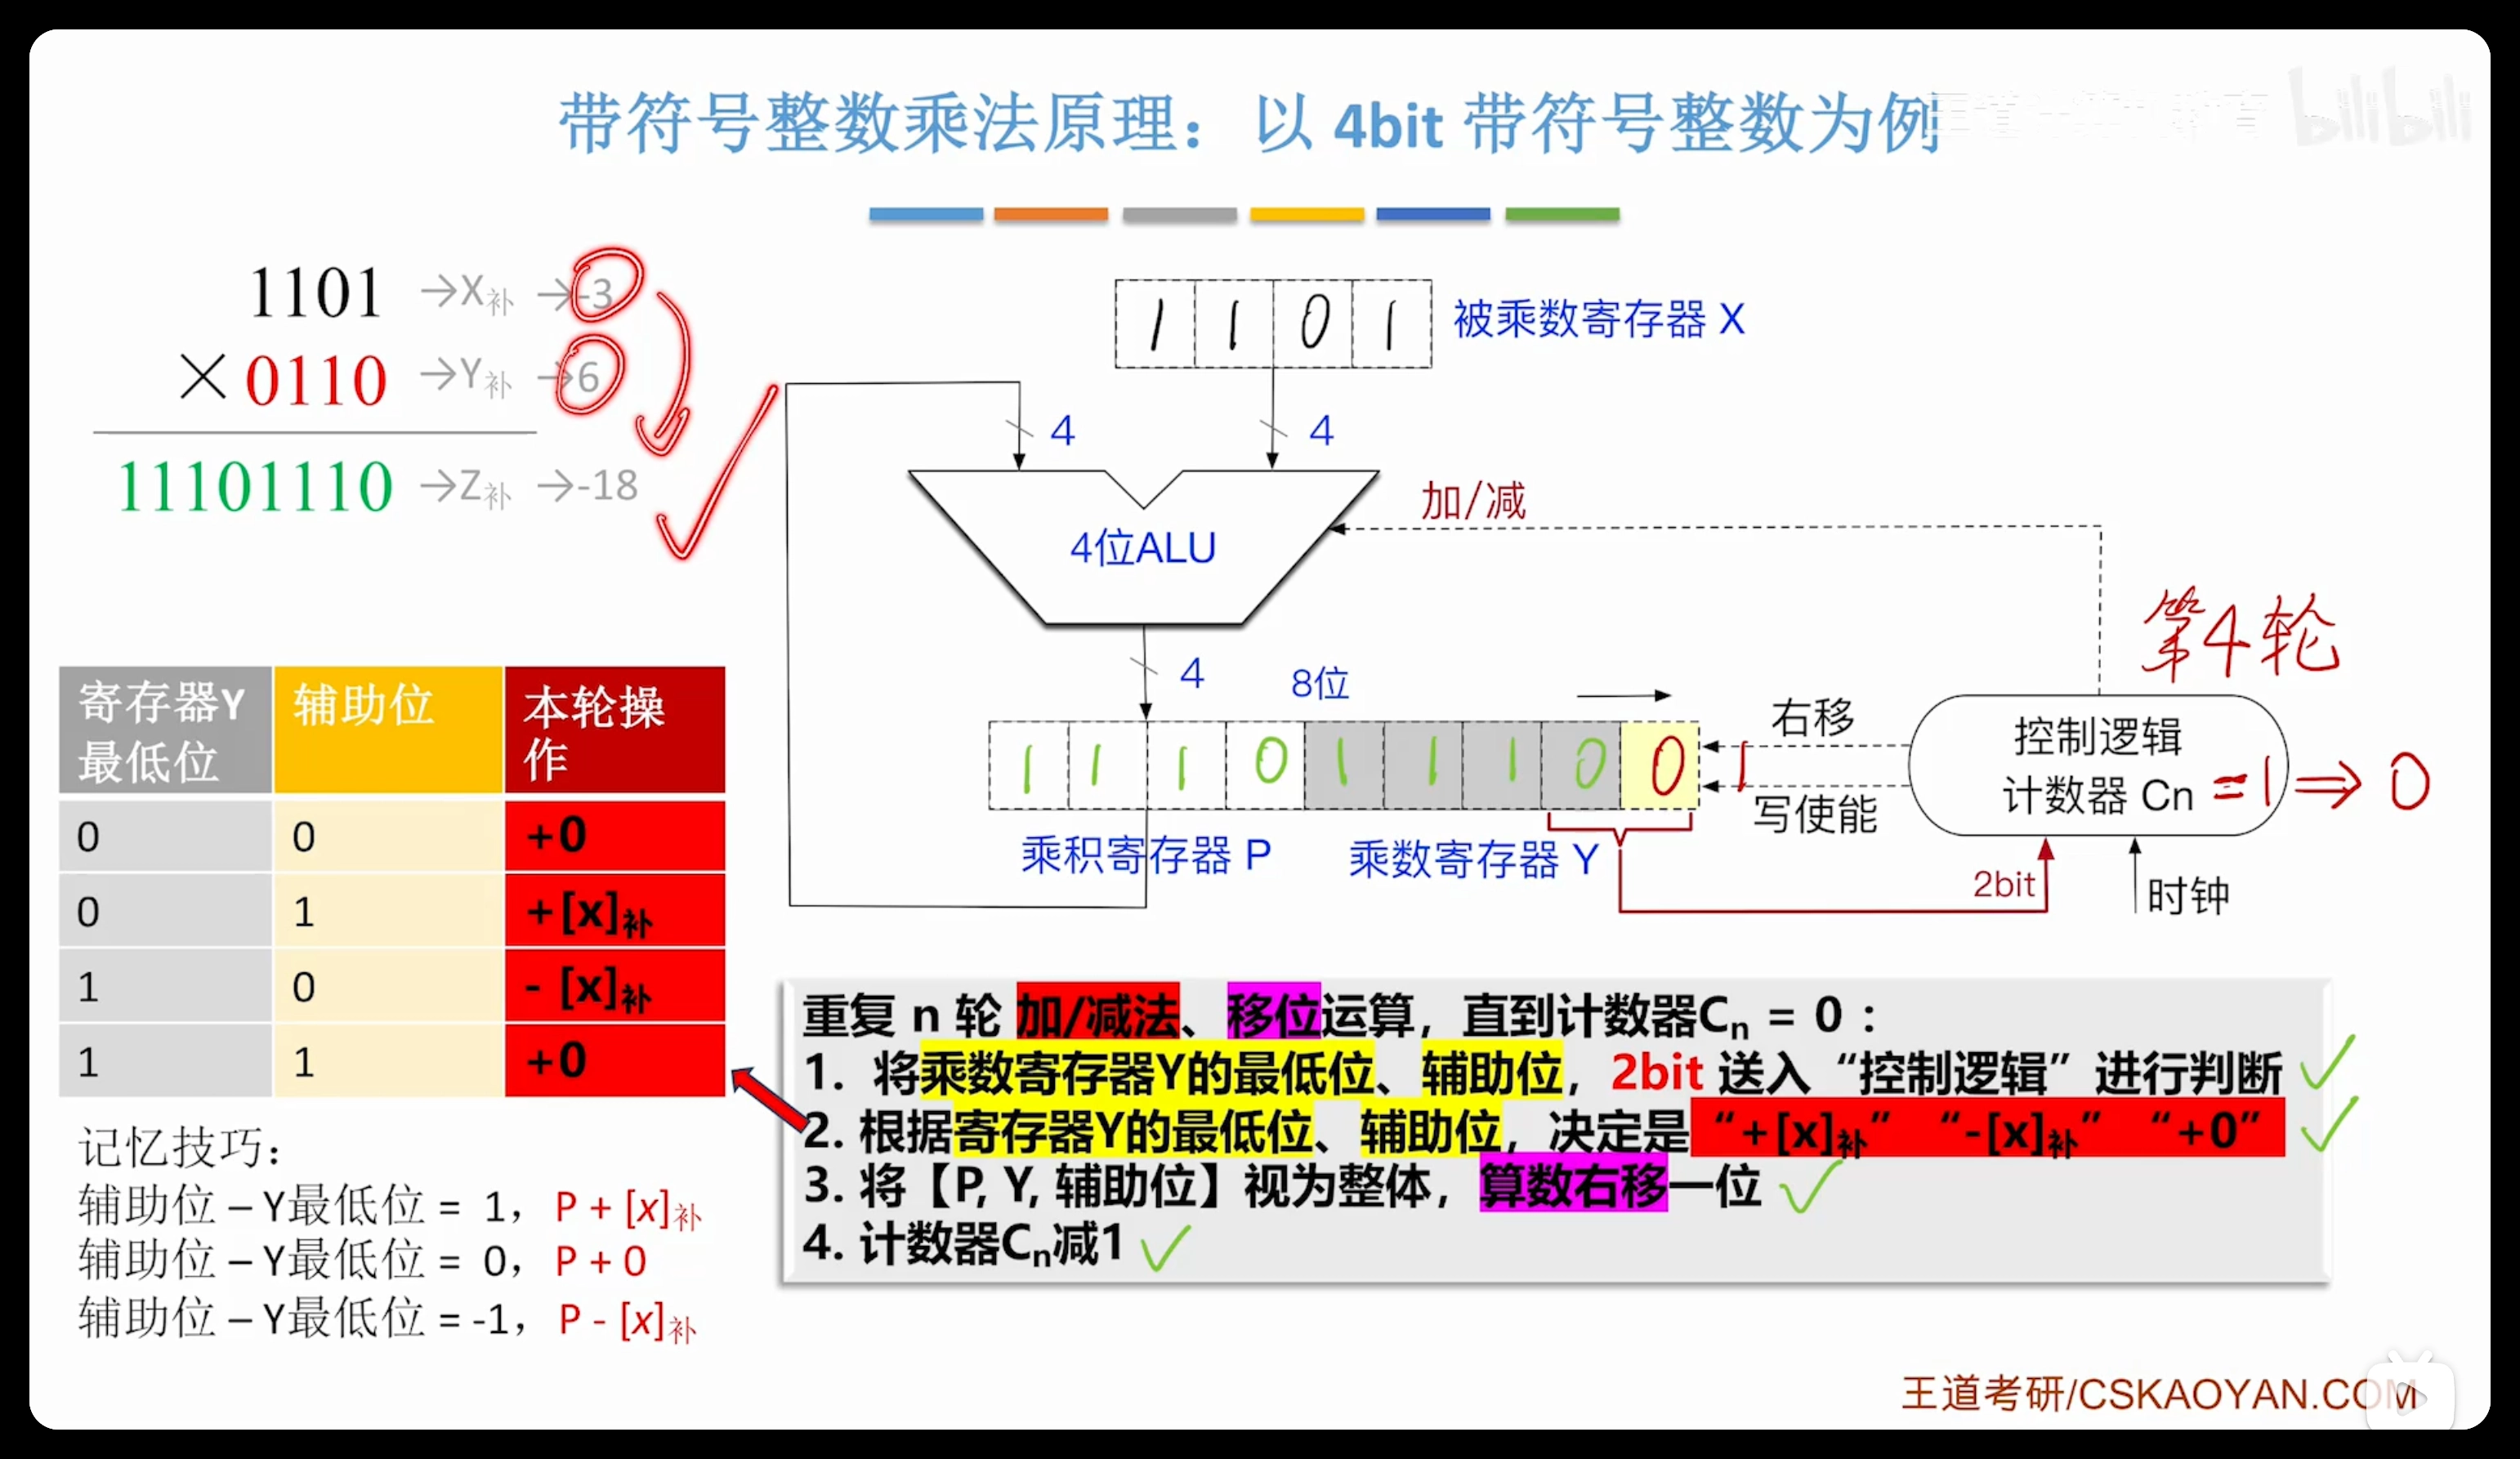 带符号整数乘法原理：以 4bit 带符号整数为例
bilibili
1101 →X补 →-3
×0110 →Y补 →6
11101110 →Z补 →-18
1 1 0 1 被乘数寄存器 X
4 4
加/减
4位ALU
4 8位
第4轮
右移
1 1 1 0 1 1 1 0 0 1
写使能
控制逻辑
计数器 Cn =1⇒0
乘积寄存器 P 乘数寄存器 Y
2bit 时钟
寄存器Y最低位 辅助位 本轮操作
0 0 +0
0 1 +[x]补
1 0 - [x]补
1 1 +0
记忆技巧：
辅助位 – Y最低位 = 1， P + [x]补
辅助位 – Y最低位 = 0， P + 0
辅助位 – Y最低位 = -1， P - [x]补
重复 n 轮 加/减法、移位运算，直到计数器Cn = 0：
1. 将乘数寄存器Y的最低位、辅助位，2bit 送入“控制逻辑”进行判断
2. 根据寄存器Y的最低位、辅助位，决定是 “+[x]补” “-[x]补” “+0”
3. 将【P, Y, 辅助位】视为整体，算数右移一位
4. 计数器Cn减1
王道考研/CSKAOYAN.COM